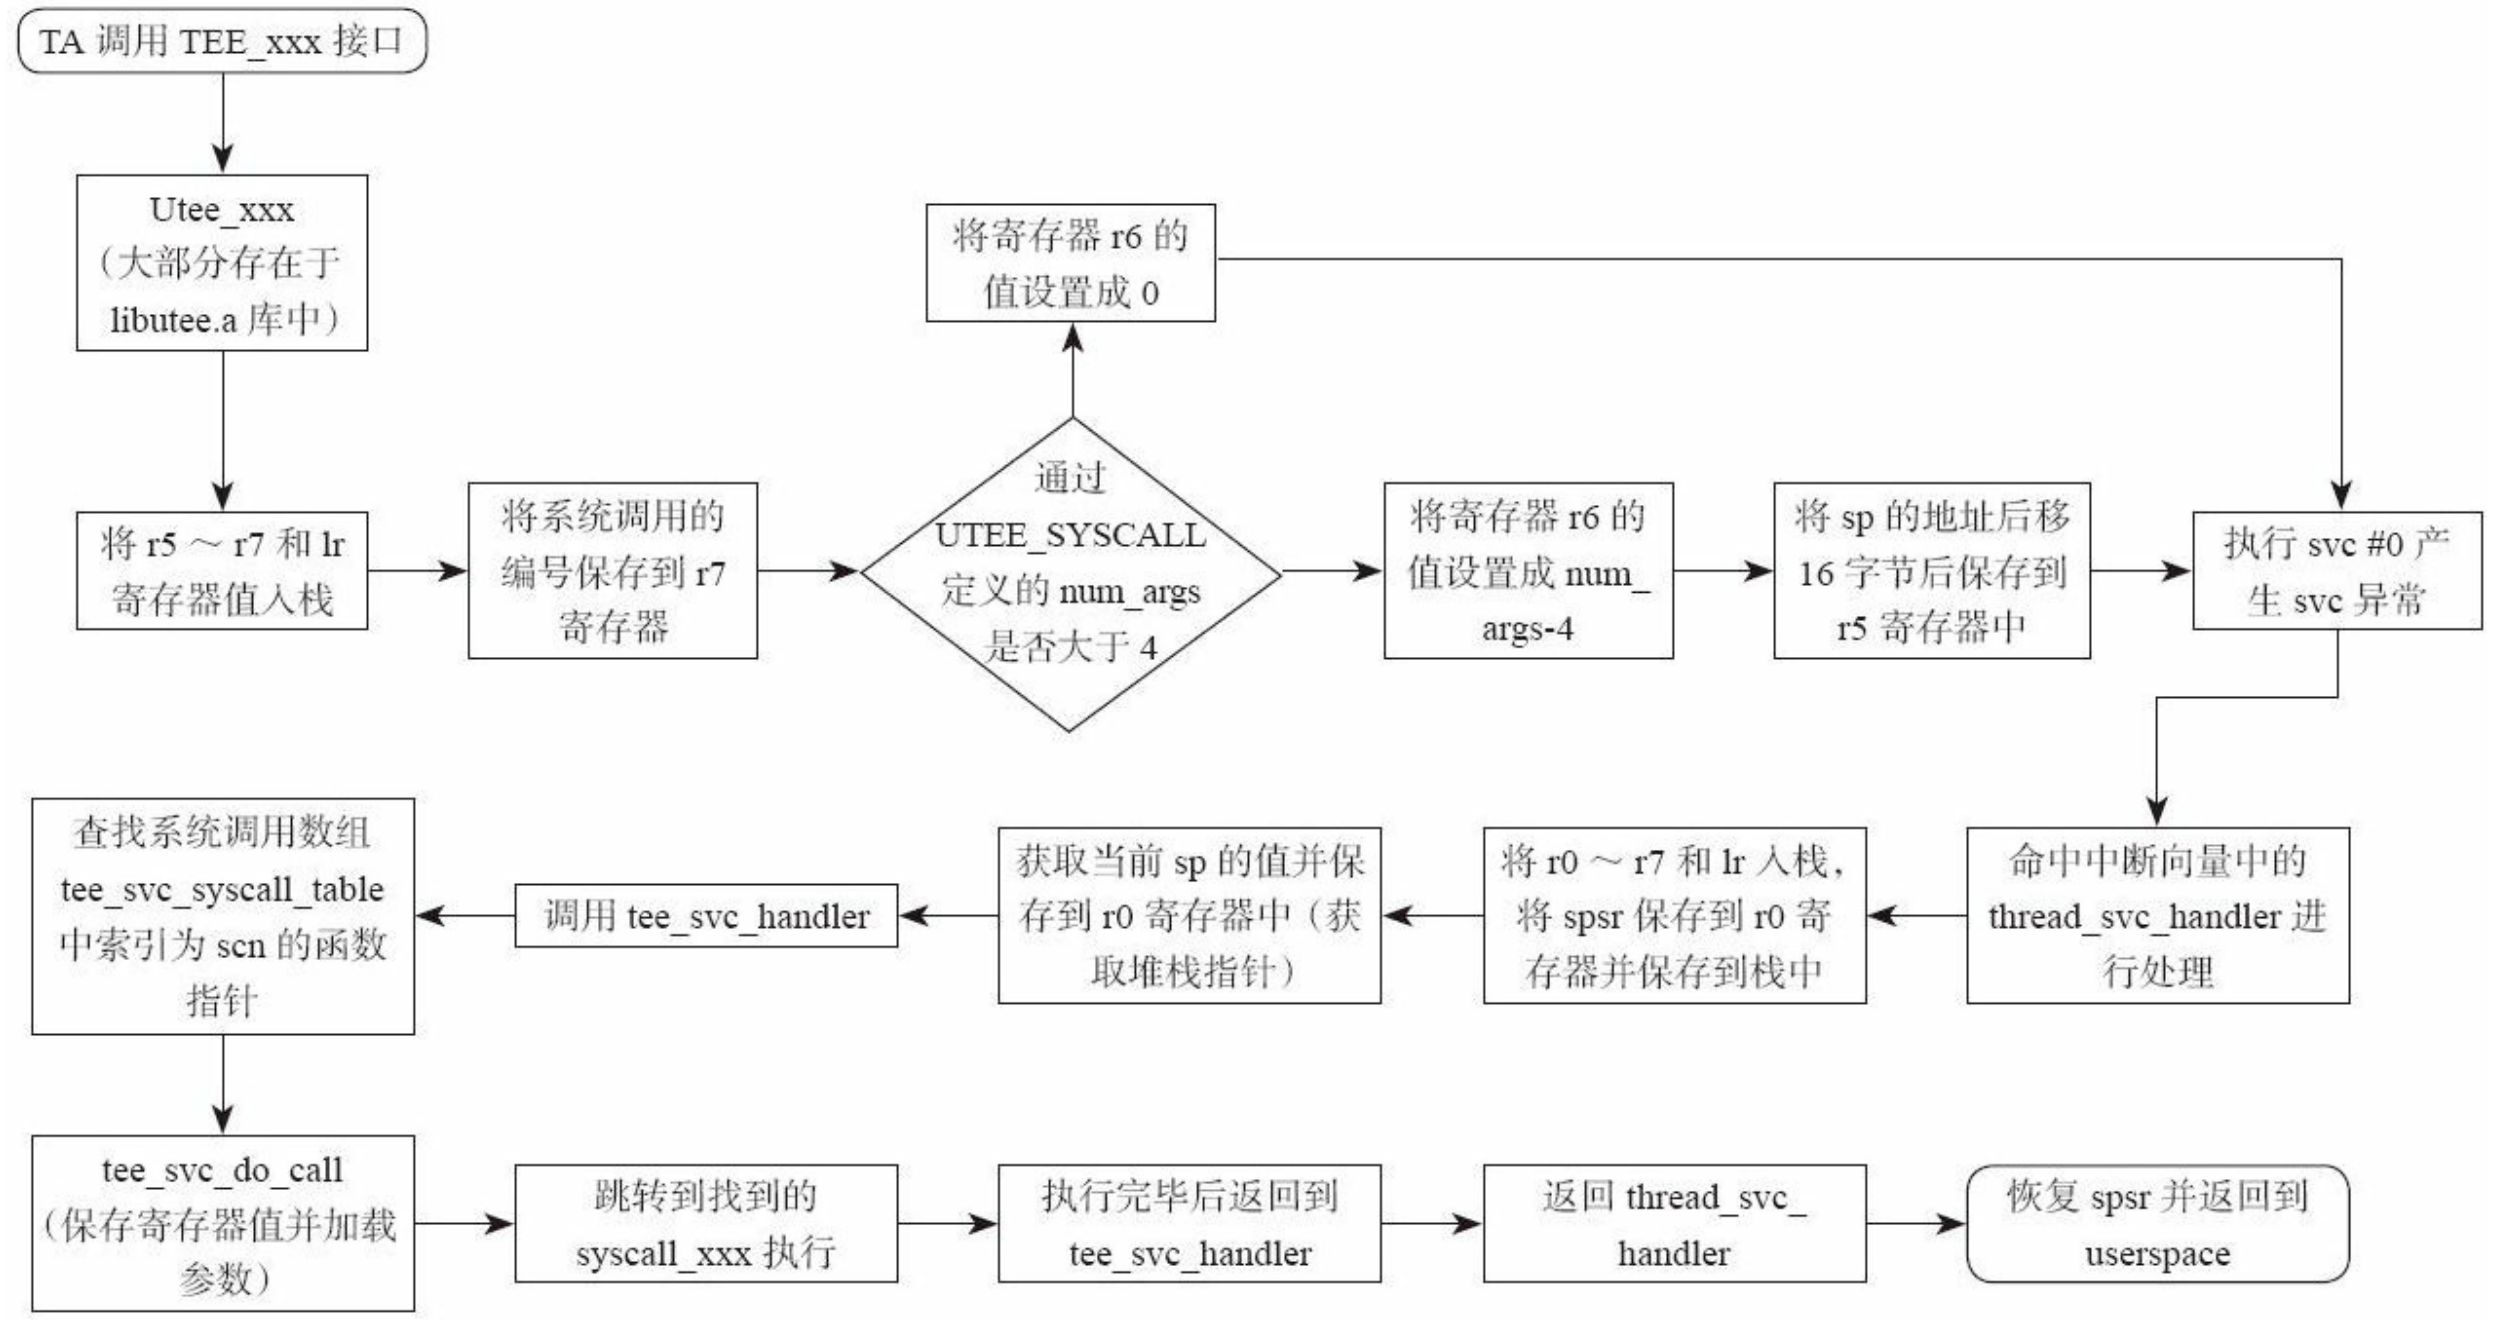 TA 调用 TEE_xxx 接口
Utee_xxx
（大部分存在于
libutee.a 库中）
将 r5～r7 和 lr
寄存器值入栈
将系统调用的
编号保存到 r7
寄存器
通过
UTEE_SYSCALL
定义的 num_args
是否大于 4
将寄存器 r6 的
值设置成 0
将寄存器 r6 的
值设置成 num_
args-4
将 sp 的地址后移
16 字节后保存到
r5 寄存器中
执行 svc #0 产
生 svc 异常
命中中断向量中的
thread_svc_handler 进
行处理
将 r0～r7 和 lr 入栈，
将 spsr 保存到 r0 寄
存器并保存到栈中
获取当前 sp 的值并保
存到 r0 寄存器中（获
取堆栈指针）
调用 tee_svc_handler
查找系统调用数组
tee_svc_syscall_table
中索引为 scn 的函数
指针
tee_svc_do_call
（保存寄存器值并加载
参数）
跳转到找到的
syscall_xxx 执行
执行完毕后返回到
tee_svc_handler
返回 thread_svc_
handler
恢复 spsr 并返回到
userspace